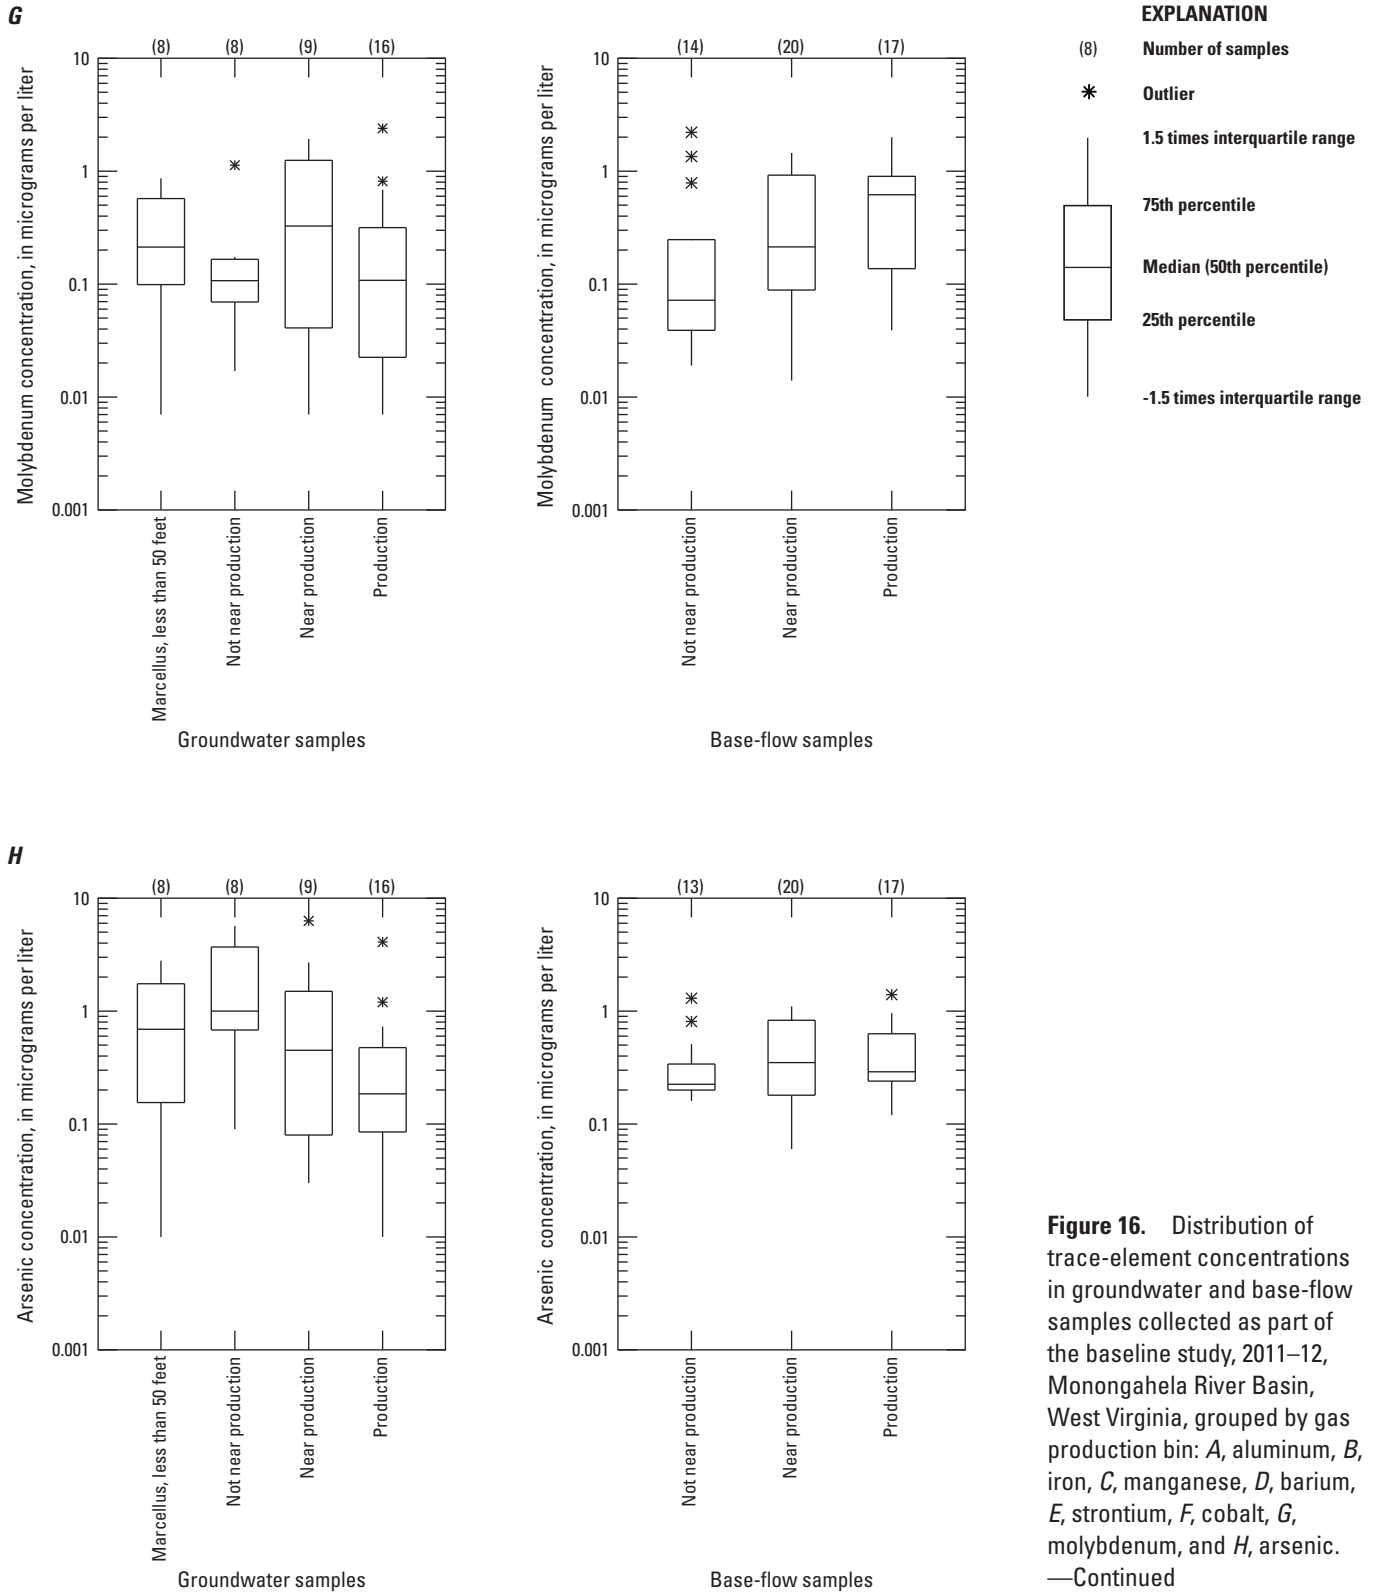 G
(8) (8) (9) (16)
10
1
0.1
0.01
0.001
Molybdenum concentration, in micrograms per liter
Marcellus, less than 50 feet
Not near production
Near production
Production
Groundwater samples
(14) (20) (17)
10
1
0.1
0.01
0.001
Molybdenum concentration, in micrograms per liter
Not near production
Near production
Production
Base-flow samples
EXPLANATION
(8) Number of samples
Outlier
1.5 times interquartile range
75th percentile
Median (50th percentile)
25th percentile
-1.5 times interquartile range
H
(8) (8) (9) (16)
10
1
0.1
0.01
0.001
Arsenic concentration, in micrograms per liter
Marcellus, less than 50 feet
Not near production
Near production
Production
Groundwater samples
(13) (20) (17)
10
1
0.1
0.01
0.001
Arsenic concentration, in micrograms per liter
Not near production
Near production
Production
Base-flow samples
Figure 16. Distribution of
trace-element concentrations
in groundwater and base-flow
samples collected as part of
the baseline study, 2011–12,
Monongahela River Basin,
West Virginia, grouped by gas
production bin: A, aluminum, B,
iron, C, manganese, D, barium,
E, strontium, F, cobalt, G,
molybdenum, and H, arsenic.
—Continued